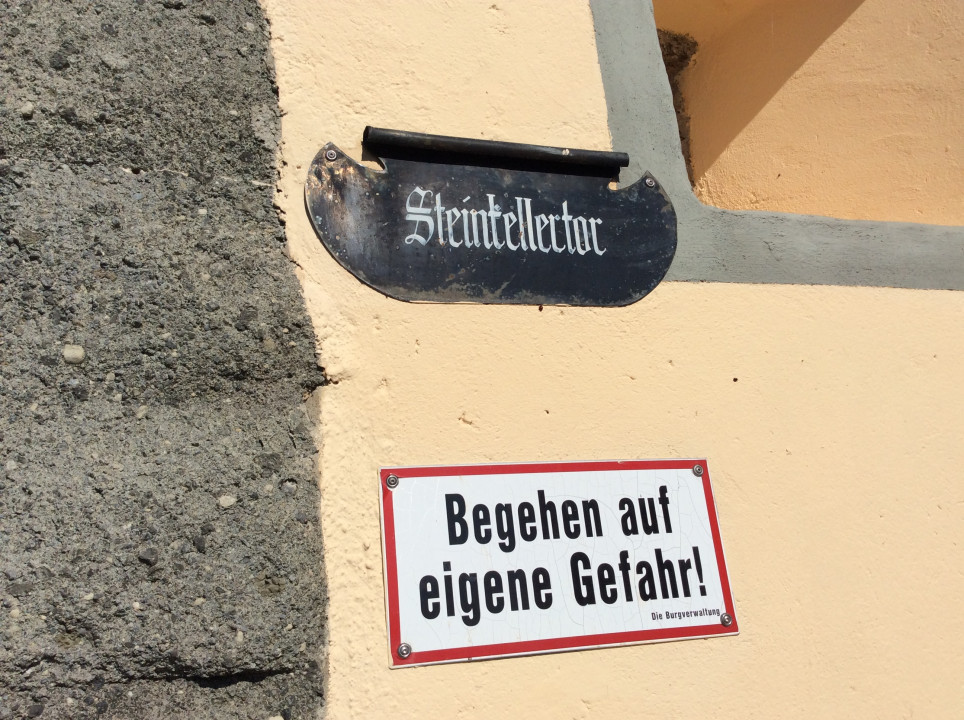 Steinkellertor
Begehen auf
eigene Gefahr!
Die Burgverwaltung